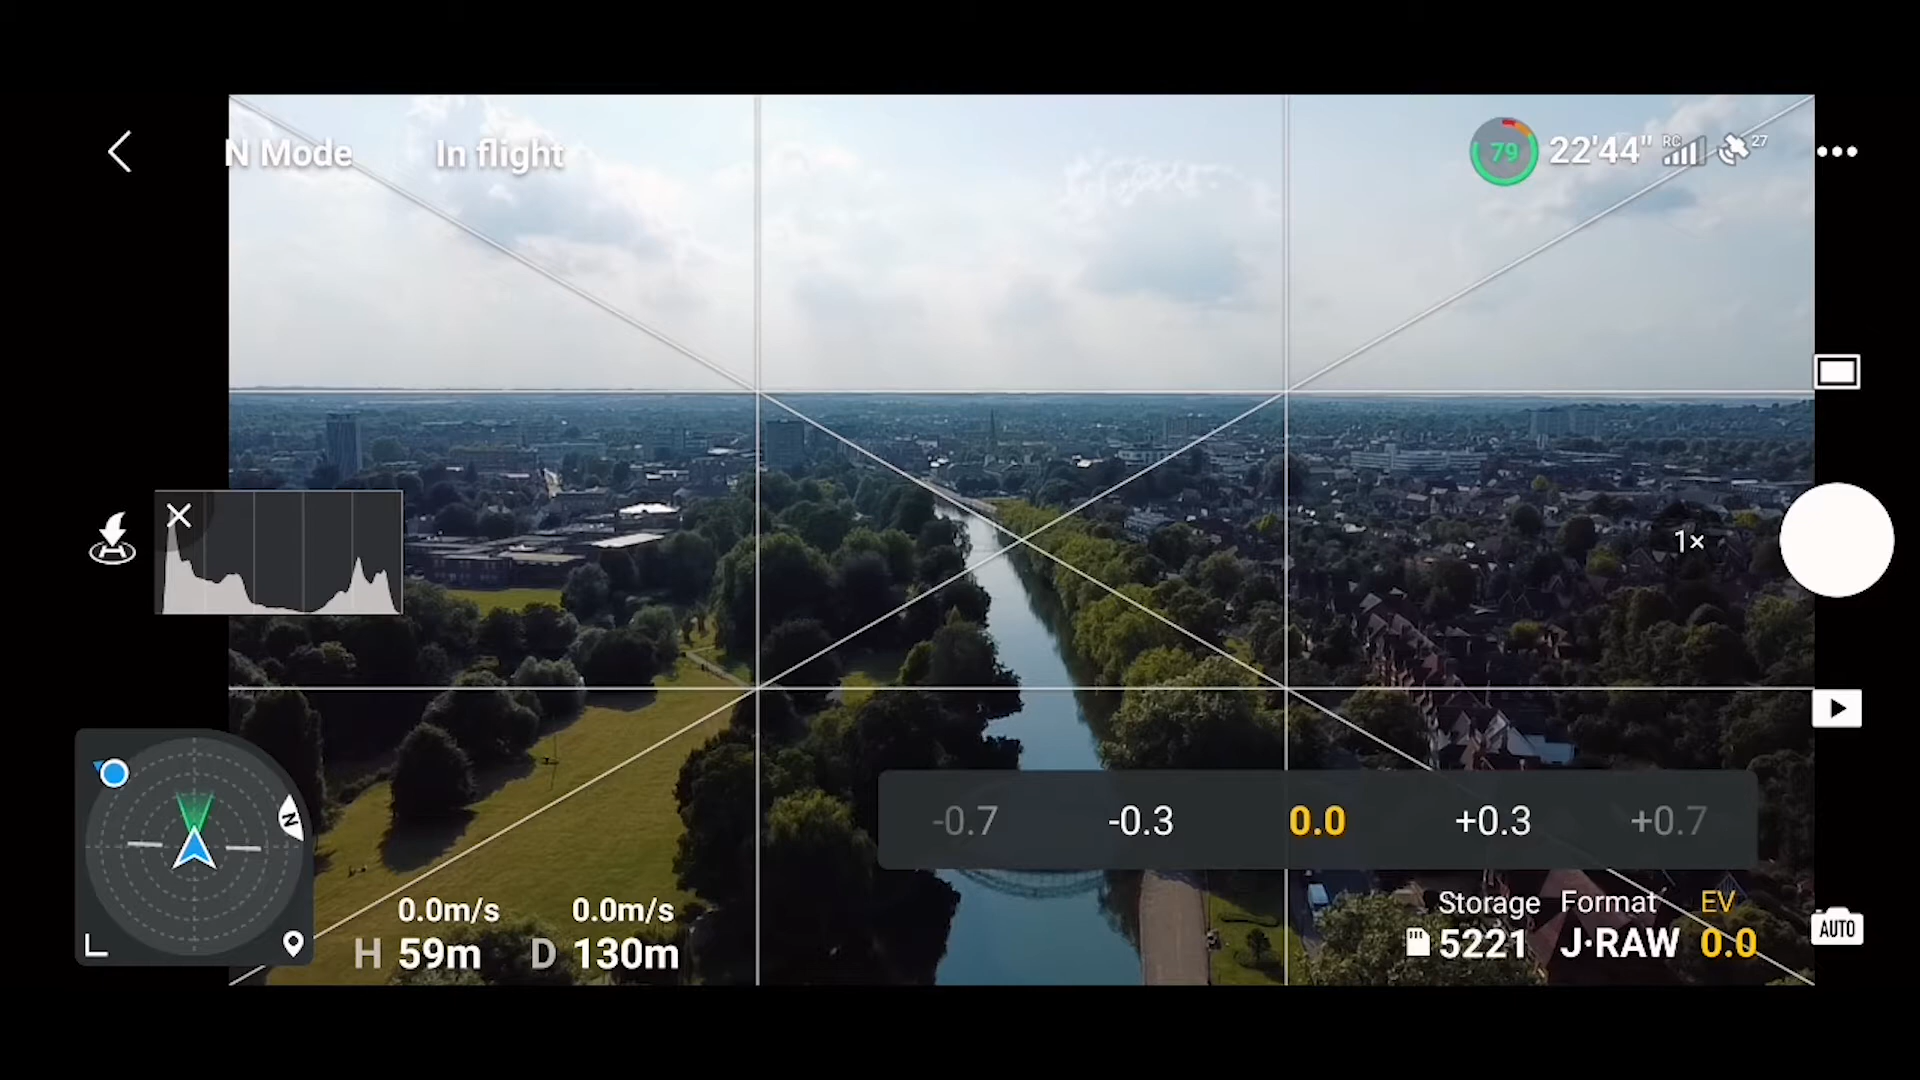 N Mode In flight 79 22'44" RC 27
1×
N
-0.7 -0.3 0.0 +0.3 +0.7
0.0m/s 0.0m/s
H 59m D 130m
Storage Format EV
5221 J·RAW 0.0
AUTO
L